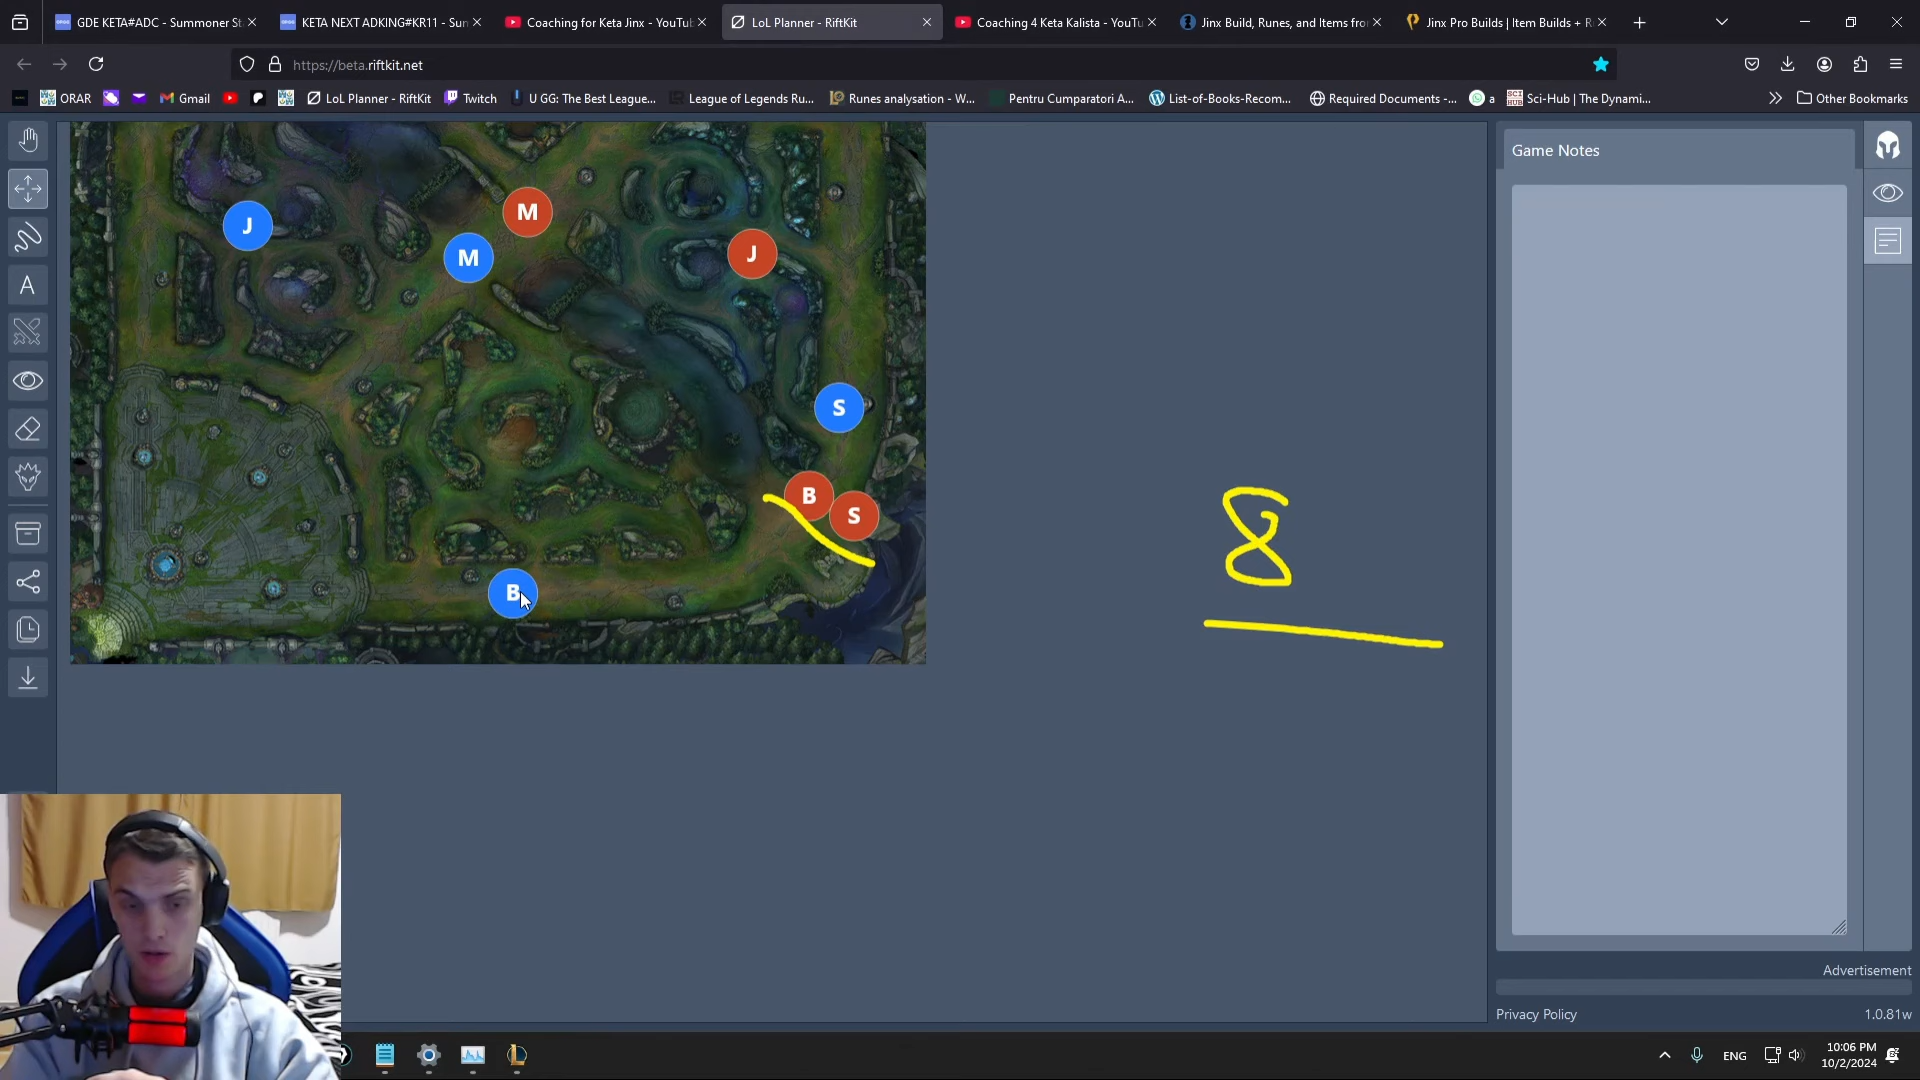 GDE KETA#ADC - Summoner St
KETA NEXT ADKING#KR11 - Sun
Coaching for Keta Jinx - YouTub
LoL Planner - RiftKit
Coaching 4 Keta Kalista - YouTu
Jinx Build, Runes, and Items fro
Jinx Pro Builds | Item Builds + R
https://beta.riftkit.net
ORAR
Gmail
LoL Planner - RiftKit
Twitch
U GG: The Best League...
League of Legends Ru...
Runes analysation - W...
Pentru Cumparatori A...
List-of-Books-Recom...
Required Documents -...
a
SCI HUB
Sci-Hub | The Dynami...
Other Bookmarks
A
Game Notes
M
J
M
J
S
B
S
B
8
Advertisement
Privacy Policy
1.0.81w
ENG
10:06 PM
10/2/2024